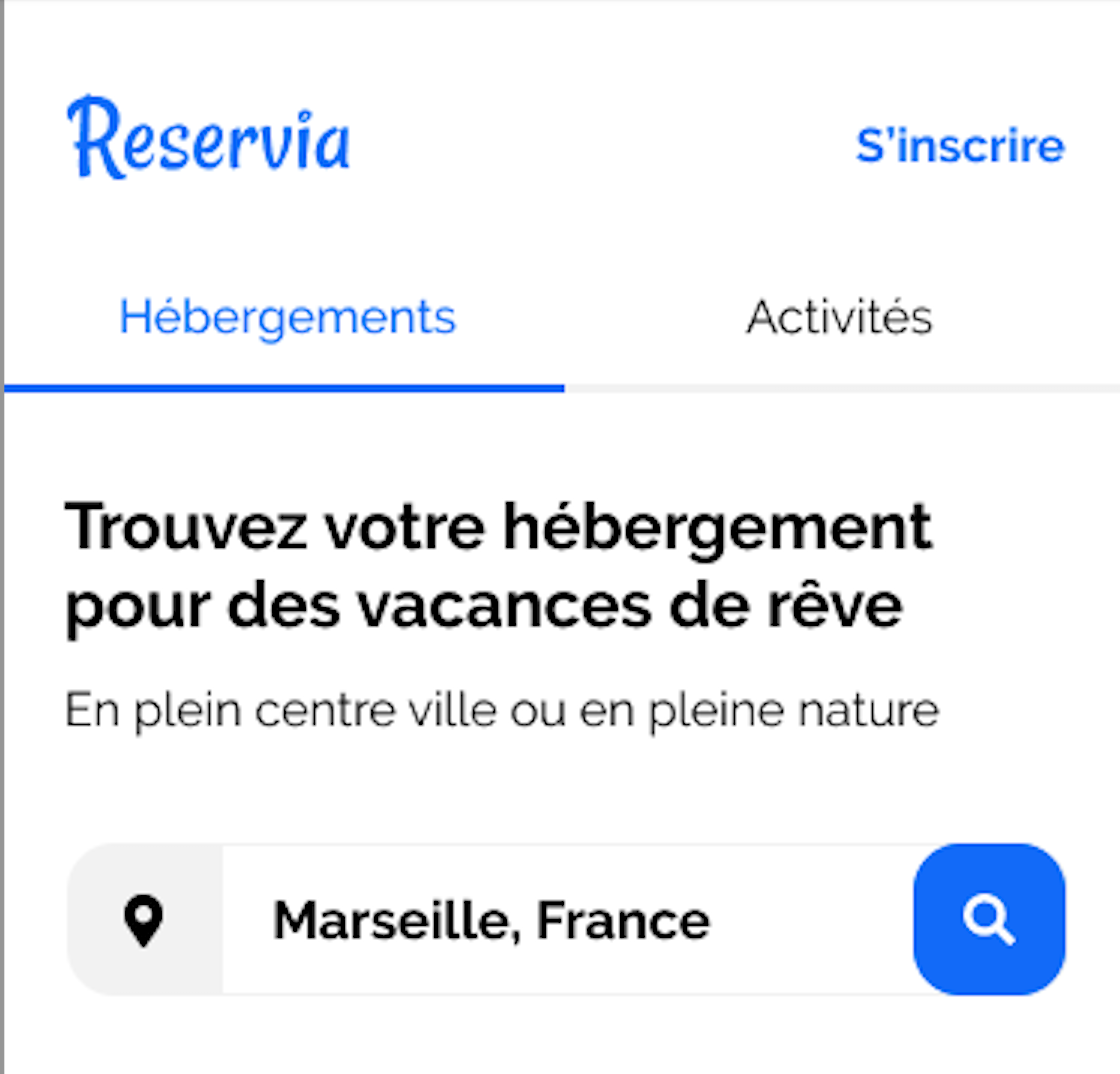 Reservia
S’inscrire
Hébergements
Activités
Trouvez votre hébergement
pour des vacances de rêve
En plein centre ville ou en pleine nature
Marseille, France